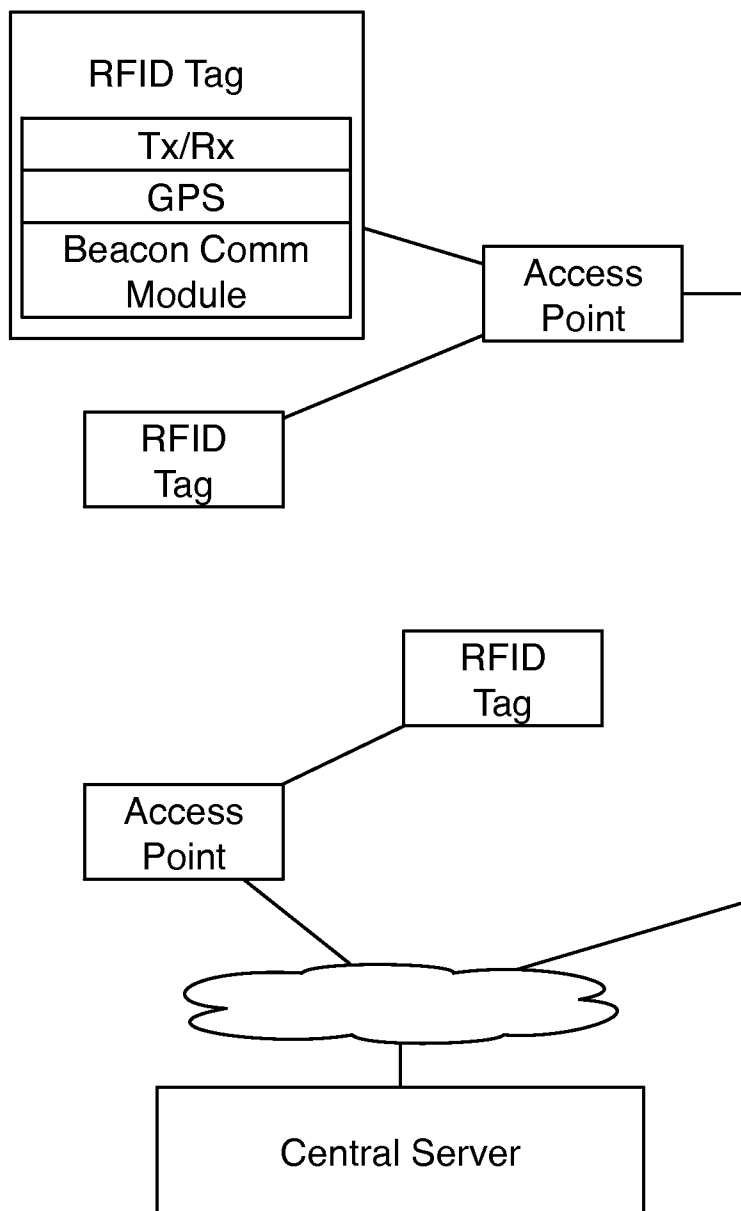 RFID Tag
Tx/Rx
GPS
Beacon Comm
Module
Access
Point
RFID
Tag
RFID
Tag
Access
Point
Central Server